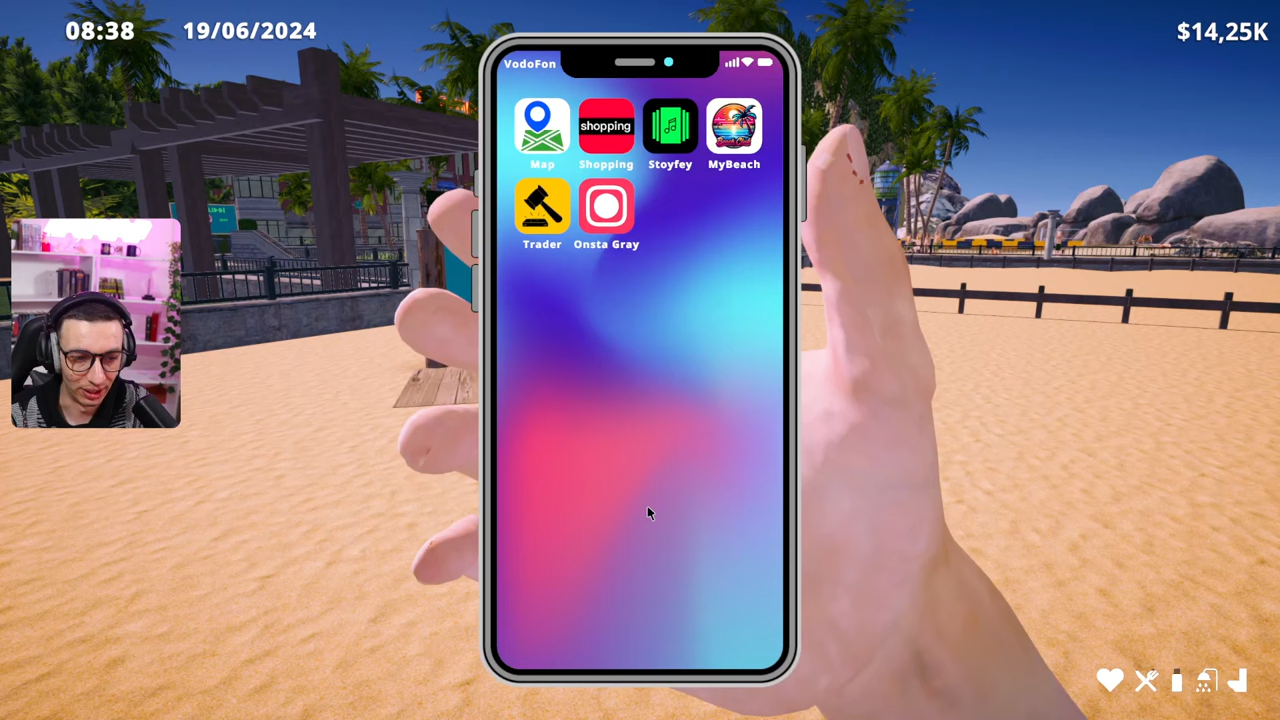 08:38 19/06/2024 $14,25K
VodoFon
shopping
Map Shopping Stoyfey MyBeach
Trader Onsta Gray